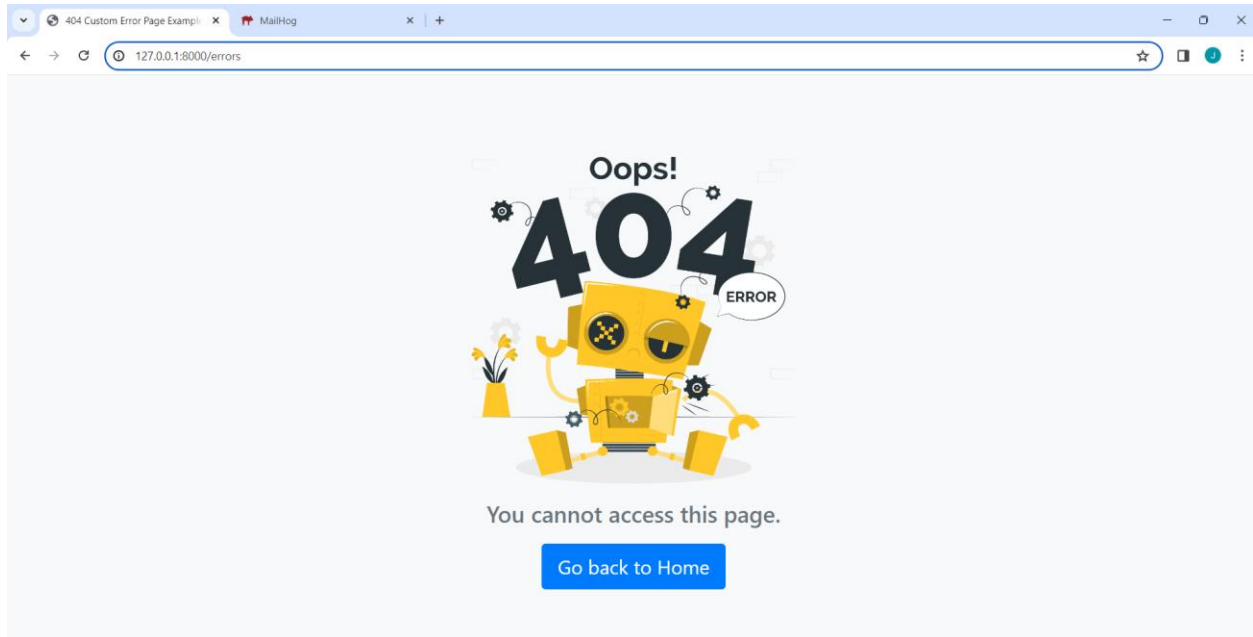 404 Custom Error Page Exampl
MailHog
127.0.0.1:8000/errors
J
Oops!
404
ERROR
You cannot access this page.
Go back to Home